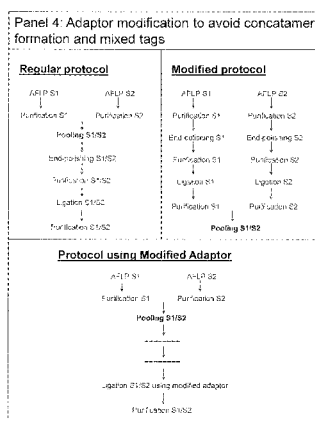 Panel 4: Adaptor modification to avoid concatamer
formation and mixed tags
Regular protocol
AFLP S1 AFLP S2
Purification S1 Purification S2
Pooling S1/S2
End-polishing S1/S2
Purification S1/S2
Ligation S1/S2
Purification S1/S2
Modified protocol
AFLP S1 AFLP S2
Purification S1 Purification S2
End-polishing S1 End-polishing S2
Purification S1 Purification S2
Ligation S1 Ligation S2
Purification S1 Purification S2
Pooling S1/S2
Protocol using Modified Adaptor
AFLP S1 AFLP S2
Purification S1 Purification S2
Pooling S1/S2
Ligation S1/S2 using modified adaptor
Purification S1/S2